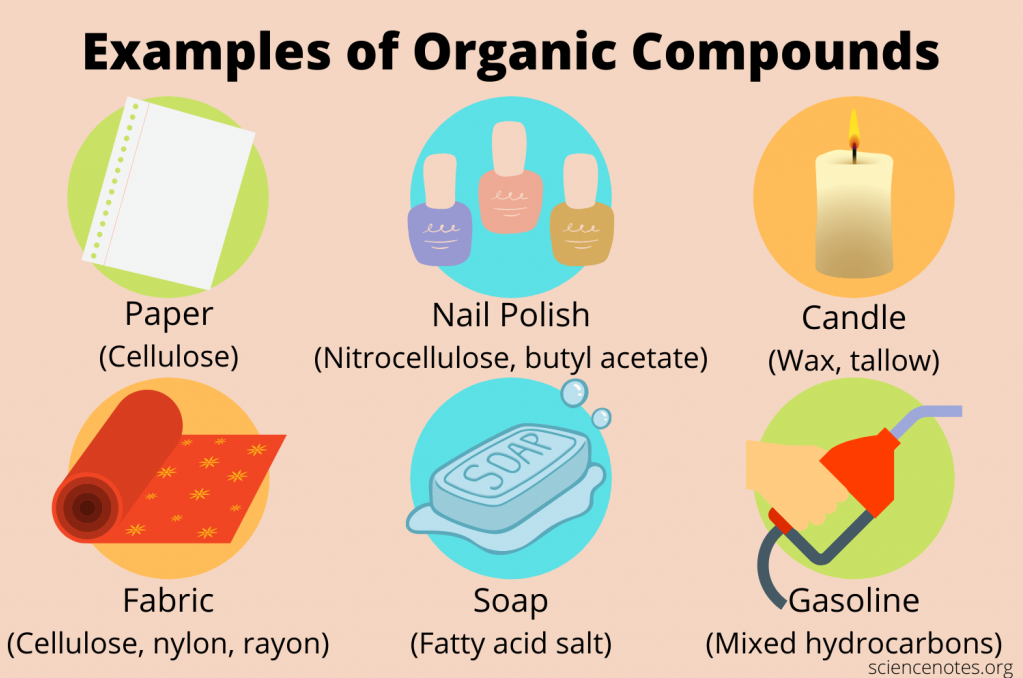 Examples of Organic Compounds
Paper
(Cellulose)
Nail Polish
(Nitrocellulose, butyl acetate)
Candle
(Wax, tallow)
SOAP
Fabric
(Cellulose, nylon, rayon)
Soap
(Fatty acid salt)
Gasoline
(Mixed hydrocarbons)
sciencenotes.org